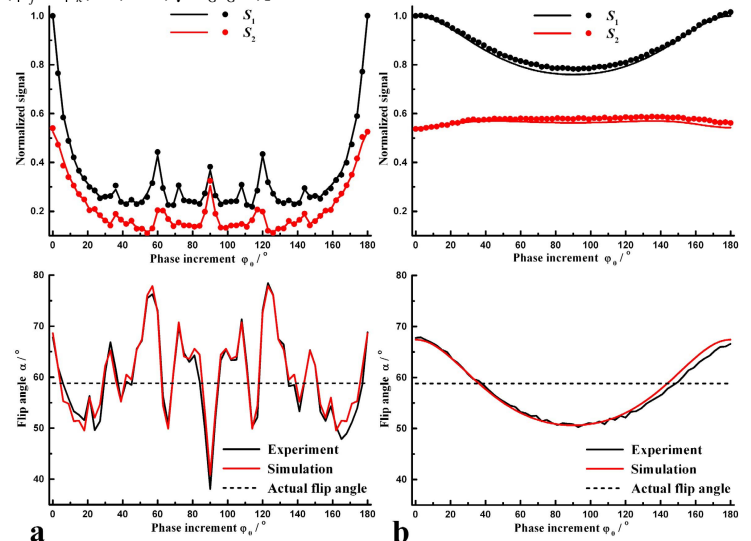 S1
S2
Normalized signal
1.0
0.8
0.6
0.4
0.2
0 20 40 60 80 100 120 140 160 180
Phase increment φ0 / °
S1
S2
Normalized signal
1.0
0.8
0.6
0.4
0.2
0 20 40 60 80 100 120 140 160 180
Phase increment φ0 / °
Flip angle α / °
80
70
60
50
40
Experiment
Simulation
Actual flip angle
0 20 40 60 80 100 120 140 160 180
Phase increment φ0 / °
a
Flip angle α / °
80
70
60
50
40
Experiment
Simulation
Actual flip angle
0 20 40 60 80 100 120 140 160 180
Phase increment φ0 / °
b